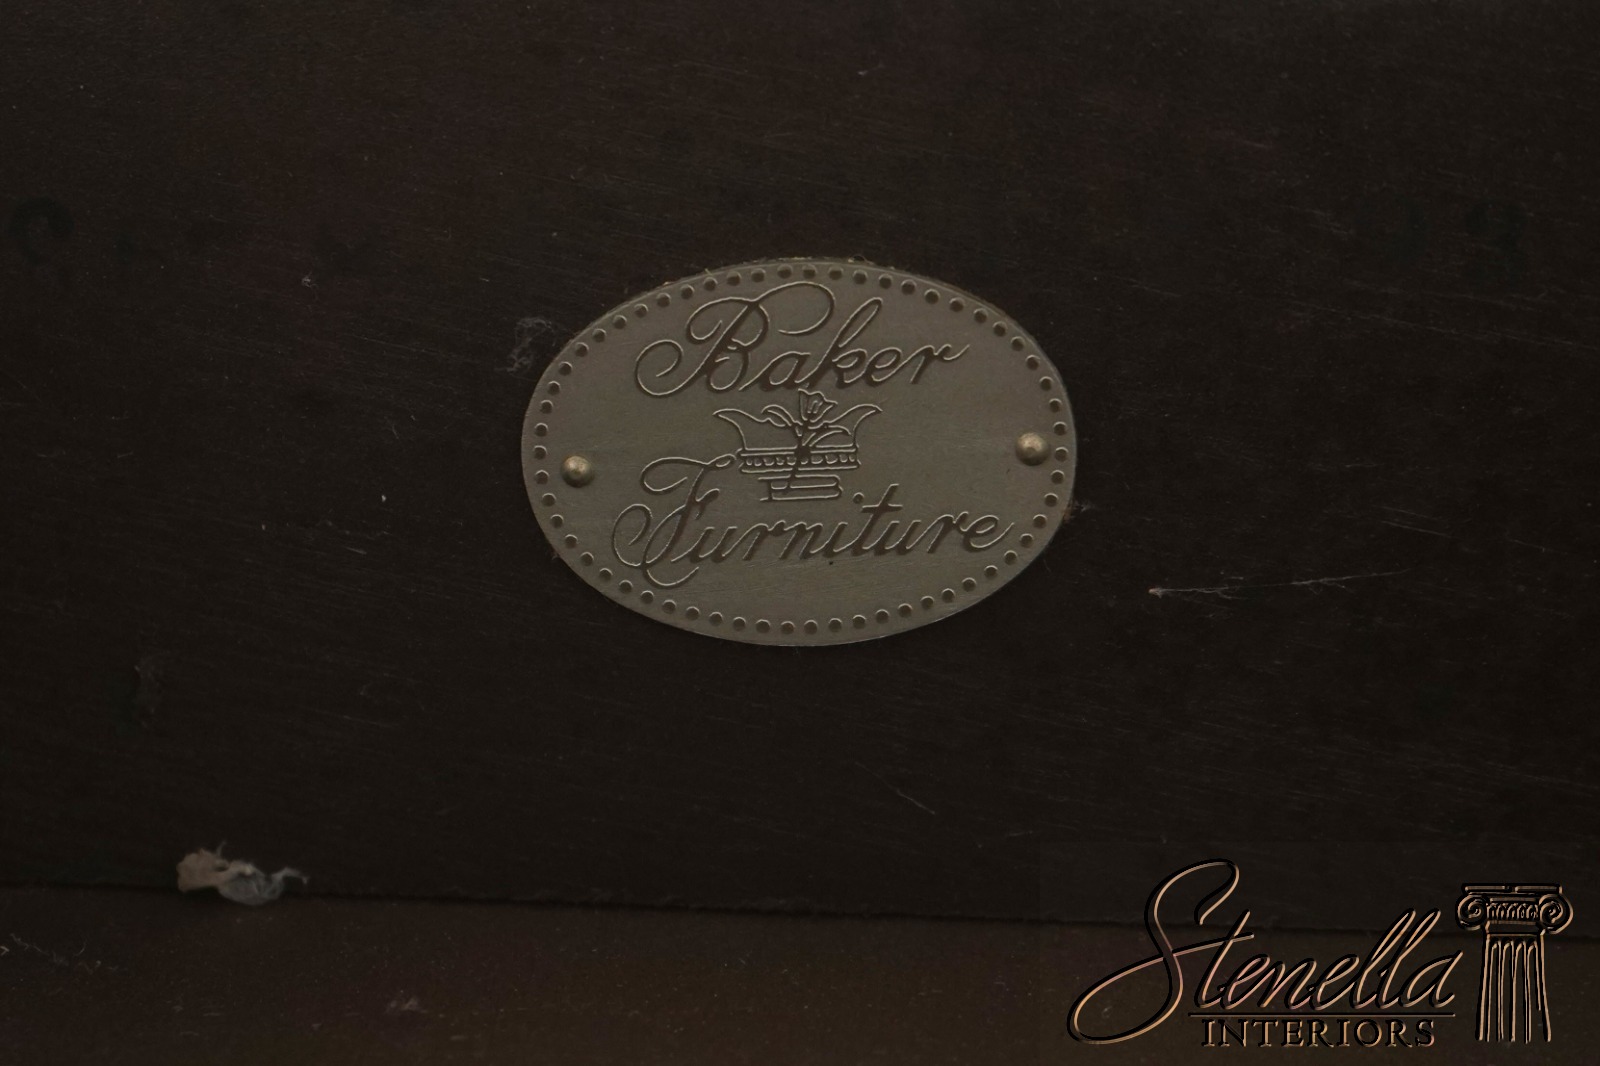 Baker
Furniture
Stenella
INTERIORS